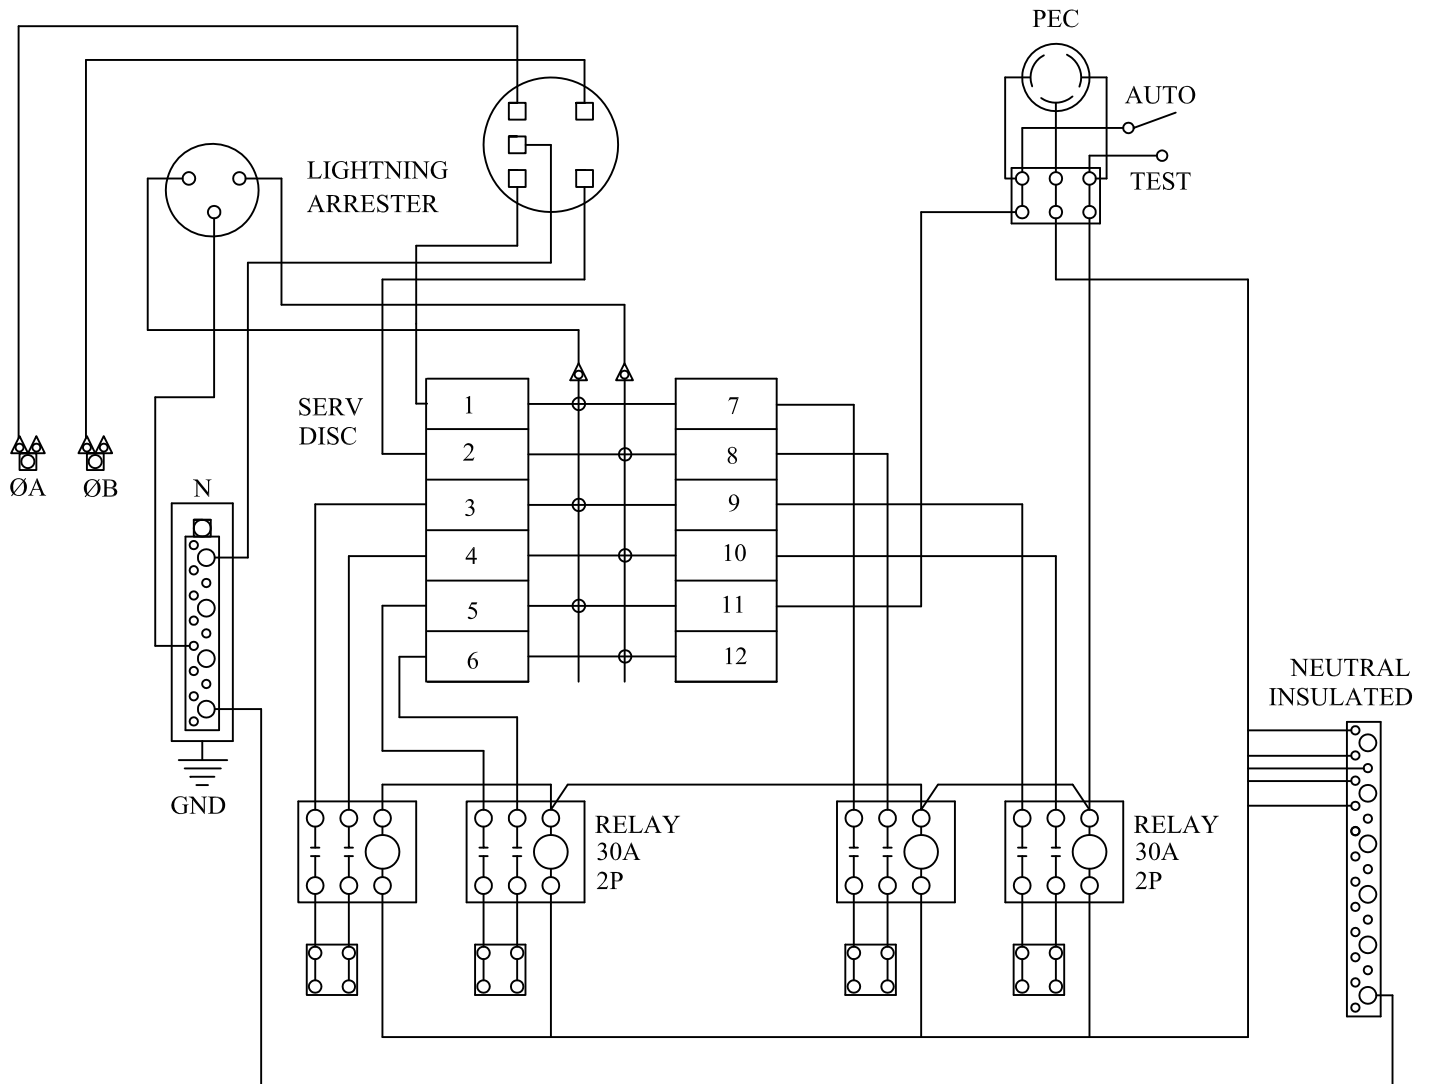 PEC
AUTO
LIGHTNING
ARRESTER
TEST
SERV
DISC
1
7
2
8
3
9
4
10
5
11
6
12
ØA
ØB
N
GND
NEUTRAL
INSULATED
RELAY
30A
2P
RELAY
30A
2P